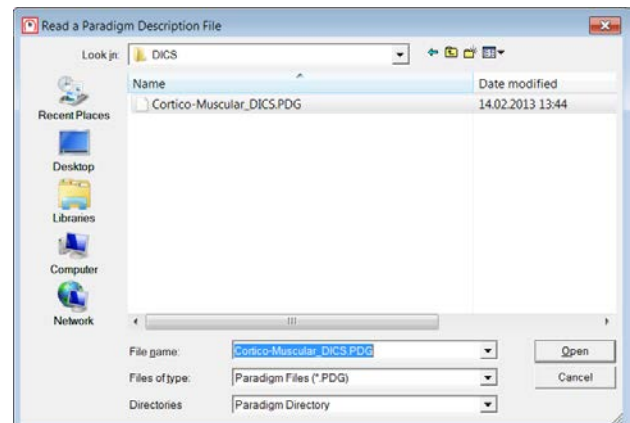 Read a Paradigm Description File
Look in: DICS
Name Date modified
Cortico-Muscular_DICS.PDG 14.02.2013 13:44
Recent Places
Desktop
Libraries
Computer
Network
File name: Cortico-Muscular_DICS.PDG Open
Files of type: Paradigm Files (*.PDG) Cancel
Directories Paradigm Directory